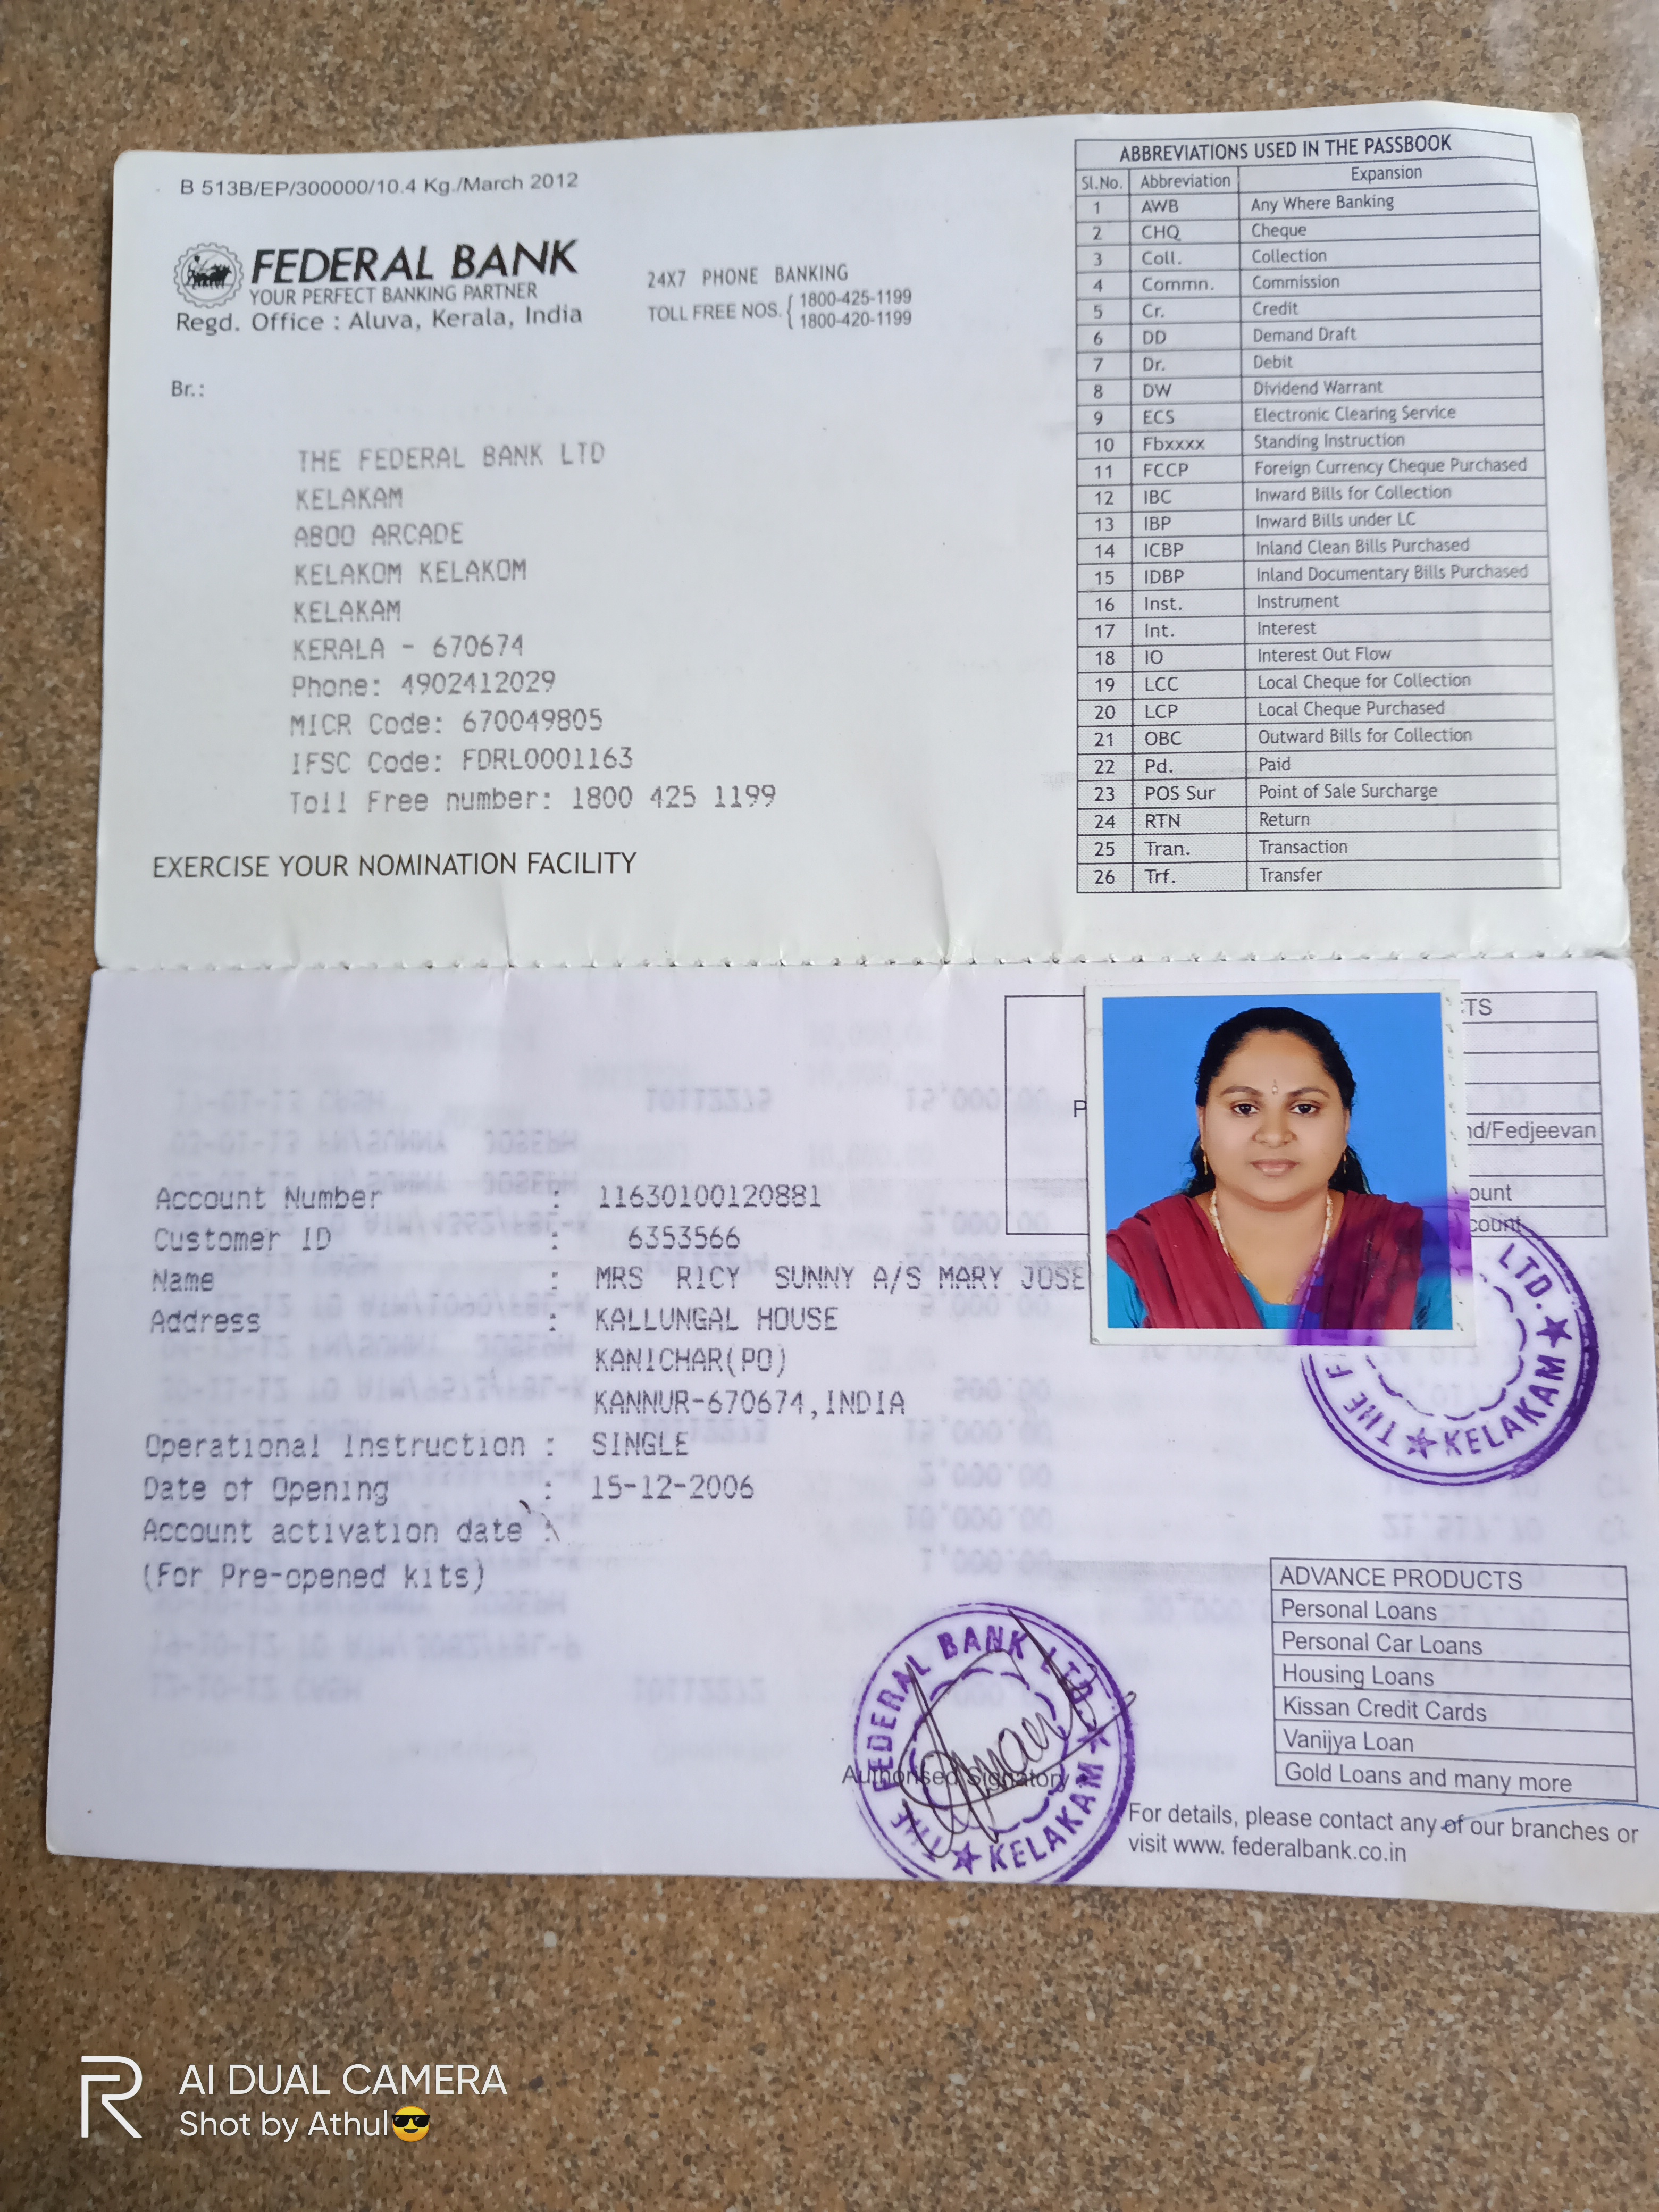 B 513B/EP/300000/10.4 Kg./March 2012
FEDERAL BANK
YOUR PERFECT BANKING PARTNER
Regd. Office : Aluva, Kerala, India
24X7 PHONE BANKING
TOLL FREE NOS. { 1800-425-1199
1800-420-1199
Br.:
THE FEDERAL BANK LTD
KELAKAM
ABOO ARCADE
KELAKOM KELAKOM
KELAKAM
KERALA - 670674
Phone: 4902412029
MICR Code: 670049805
IFSC Code: FDRL0001163
Toll Free number: 1800 425 1199
EXERCISE YOUR NOMINATION FACILITY
ABBREVIATIONS USED IN THE PASSBOOK
Sl.No. Abbreviation Expansion
1 AWB Any Where Banking
2 CHQ Cheque
3 Coll. Collection
4 Commn. Commission
5 Cr. Credit
6 DD Demand Draft
7 Dr. Debit
8 DW Dividend Warrant
9 ECS Electronic Clearing Service
10 Fbxxxx Standing Instruction
11 FCCP Foreign Currency Cheque Purchased
12 IBC Inward Bills for Collection
13 IBP Inward Bills under LC
14 ICBP Inland Clean Bills Purchased
15 IDBP Inland Documentary Bills Purchased
16 Inst. Instrument
17 Int. Interest
18 IO Interest Out Flow
19 LCC Local Cheque for Collection
20 LCP Local Cheque Purchased
21 OBC Outward Bills for Collection
22 Pd. Paid
23 POS Sur Point of Sale Surcharge
24 RTN Return
25 Tran. Transaction
26 Trf. Transfer
TS
P
nd/Fedjeevan
ount
count
Account Number : 11630100120881
Customer ID : 6353566
Name : MRS RICY SUNNY A/S MARY JOSE
Address : KALLUNGAL HOUSE
KANICHAR(PO)
KANNUR-670674,INDIA
Operational Instruction : SINGLE
Date of Opening : 15-12-2006
Account activation date :
(For Pre-opened kits)
THE F LTD. ★ KELAKAM ★
THE FEDERAL BANK LTD. ★ KELAKAM ★
Authorised Signatory
ADVANCE PRODUCTS
Personal Loans
Personal Car Loans
Housing Loans
Kissan Credit Cards
Vanijya Loan
Gold Loans and many more
For details, please contact any of our branches or
visit www. federalbank.co.in
R
AI DUAL CAMERA
Shot by Athul😎